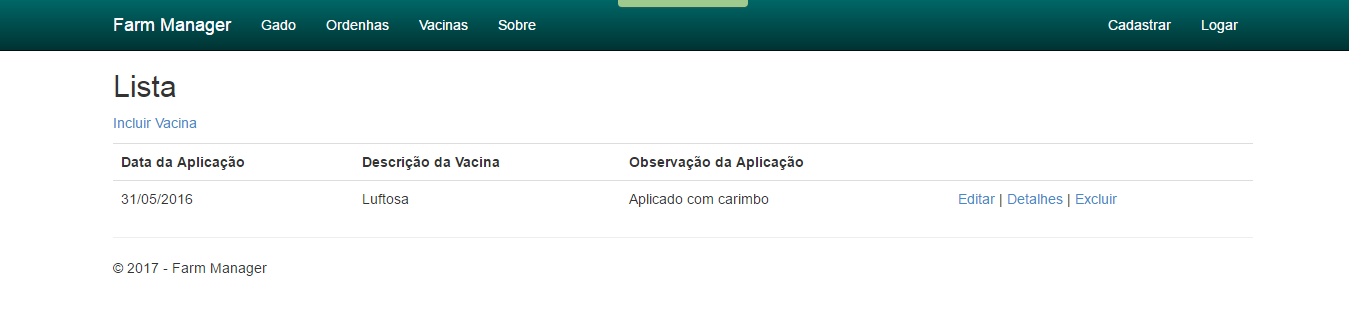 Farm Manager Gado Ordenhas Vacinas Sobre Cadastrar Logar
Lista
Incluir Vacina
Data da Aplicação Descrição da Vacina Observação da Aplicação
31/05/2016 Luftosa Aplicado com carimbo Editar | Detalhes | Excluir
© 2017 - Farm Manager